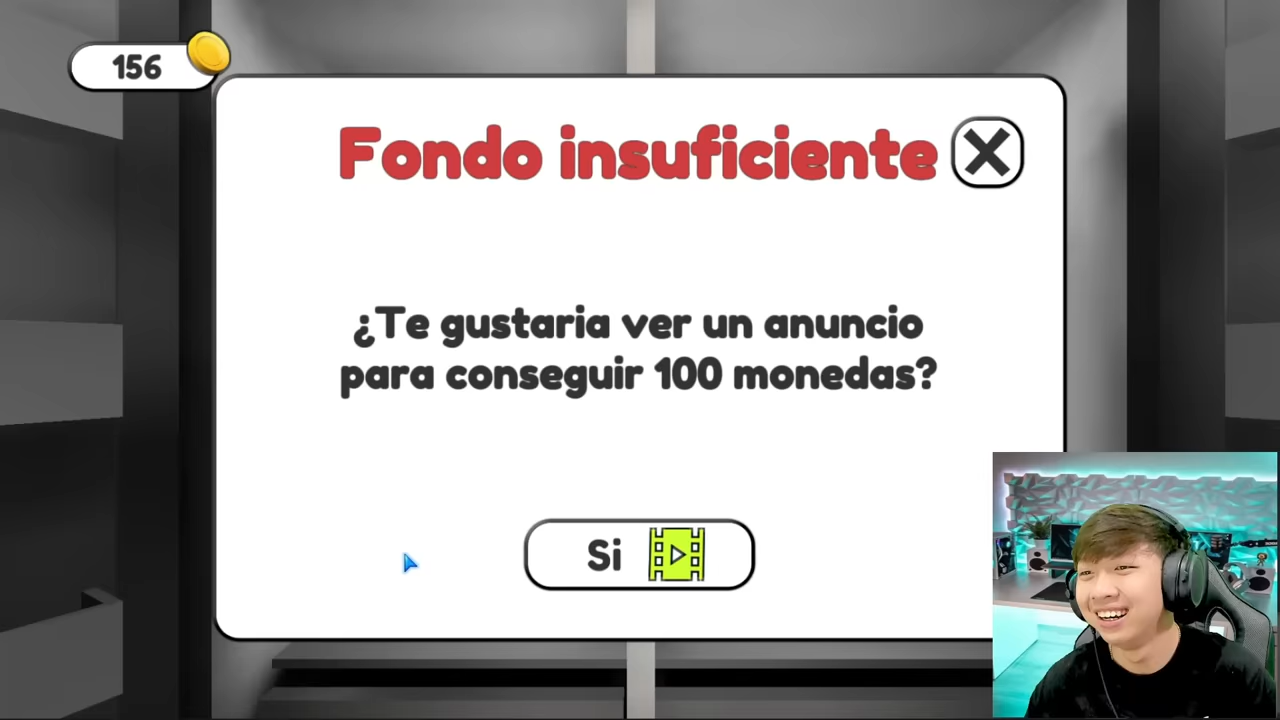 156
Fondo insuficiente
¿Te gustaria ver un anuncio
para conseguir 100 monedas?
Si